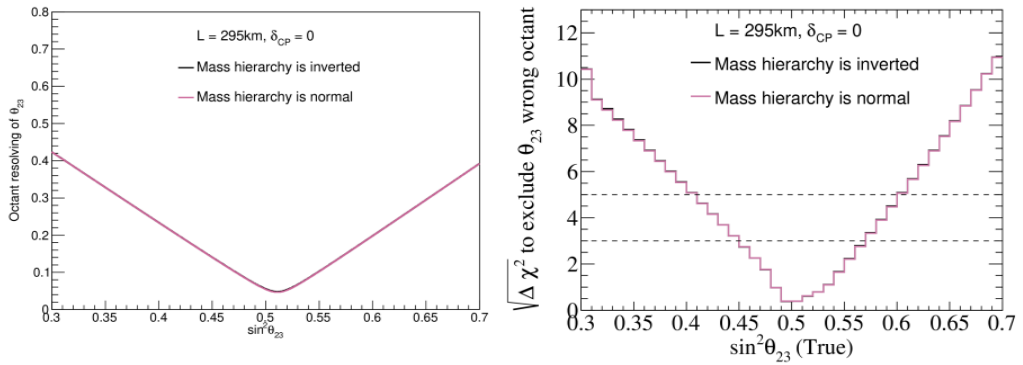 0.8
0.7
0.6
0.5
0.4
0.3
0.2
0.1
0
Octant resolving of θ₂₃
L = 295km, δCP = 0
Mass hierarchy is inverted
Mass hierarchy is normal
0.3 0.35 0.4 0.45 0.5 0.55 0.6 0.65 0.7
sin²θ₂₃
12
10
8
6
4
2
0
√Δ χ² to exclude θ₂₃ wrong octant
L = 295km, δCP = 0
Mass hierarchy is inverted
Mass hierarchy is normal
0.3 0.35 0.4 0.45 0.5 0.55 0.6 0.65 0.7
sin²θ₂₃ (True)